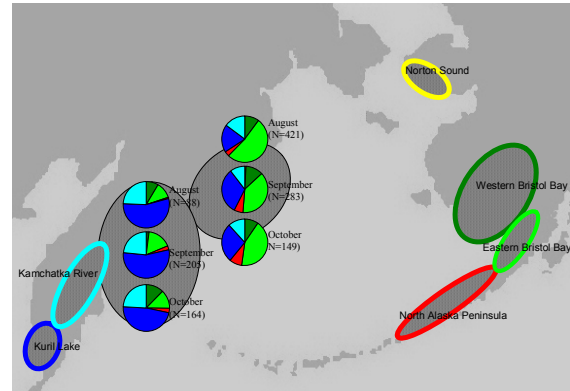 Norton Sound
August
(N=421)
September
(N=283)
October
(N=149)
August
(N=88)
September
(N=205)
October
(N=164)
Western Bristol Bay
Eastern Bristol Bay
Kamchatka River
North Alaska Peninsula
Kuril Lake